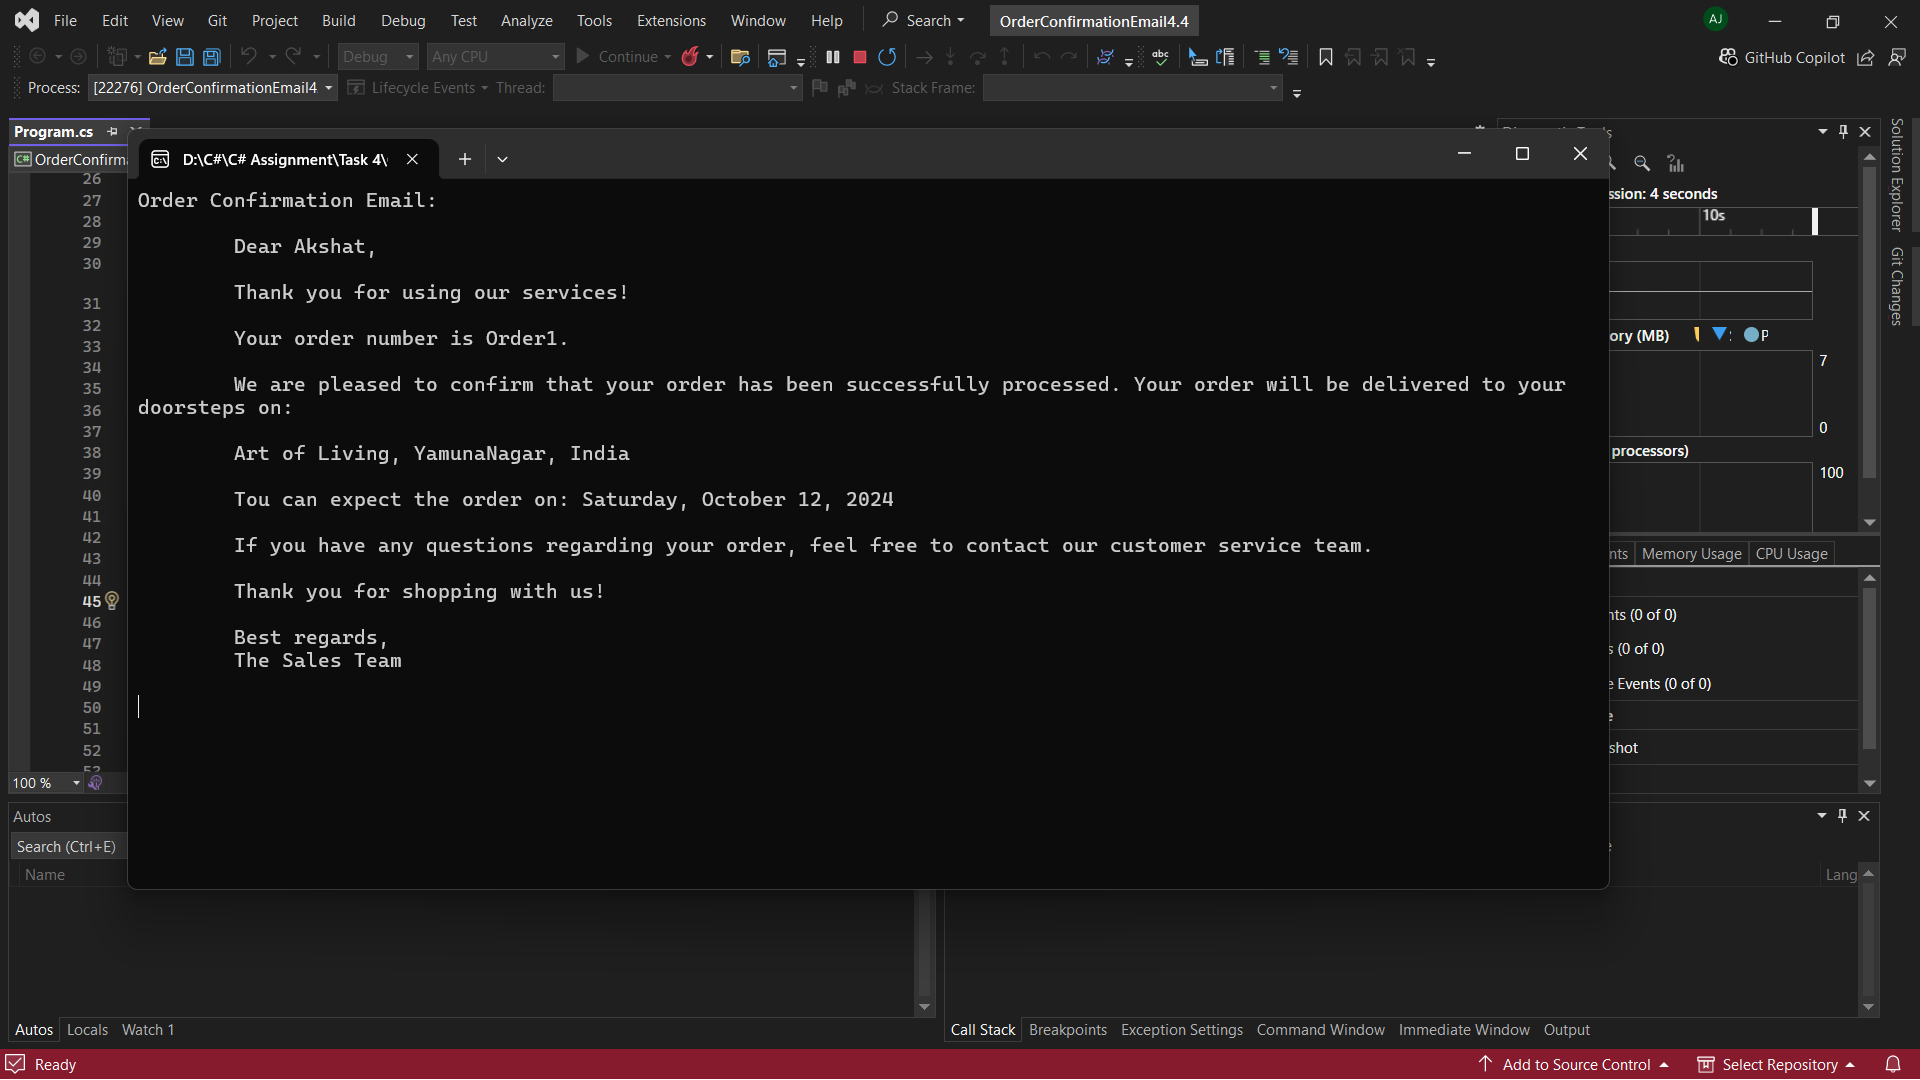 File Edit View Git Project Build Debug Test Analyze Tools Extensions Window Help Search OrderConfirmationEmail4.4 AJ
Debug Any CPU Continue GitHub Copilot
Process: [22276] OrderConfirmationEmail4 Lifecycle Events Thread: Stack Frame:
Program.cs
OrderConfirma
D:\C#\C# Assignment\Task 4\
Order Confirmation Email:
Dear Akshat,
Thank you for using our services!
Your order number is Order1.
We are pleased to confirm that your order has been successfully processed. Your order will be delivered to your
doorsteps on:
Art of Living, YamunaNagar, India
Tou can expect the order on: Saturday, October 12, 2024
If you have any questions regarding your order, feel free to contact our customer service team.
Thank you for shopping with us!
Best regards,
The Sales Team
26
27
28
29
30
31
32
33
34
35
36
37
38
39
40
41
42
43
44
45
46
47
48
49
50
51
52
100 %
ssion: 4 seconds
10s
ory (MB) P
7
0
processors)
100
nts Memory Usage CPU Usage
nts (0 of 0)
s (0 of 0)
e Events (0 of 0)
e
shot
Solution Explorer
Git Changes
Autos
Search (Ctrl+E)
Name
Lang
Autos Locals Watch 1
Call Stack Breakpoints Exception Settings Command Window Immediate Window Output
Ready Add to Source Control Select Repository